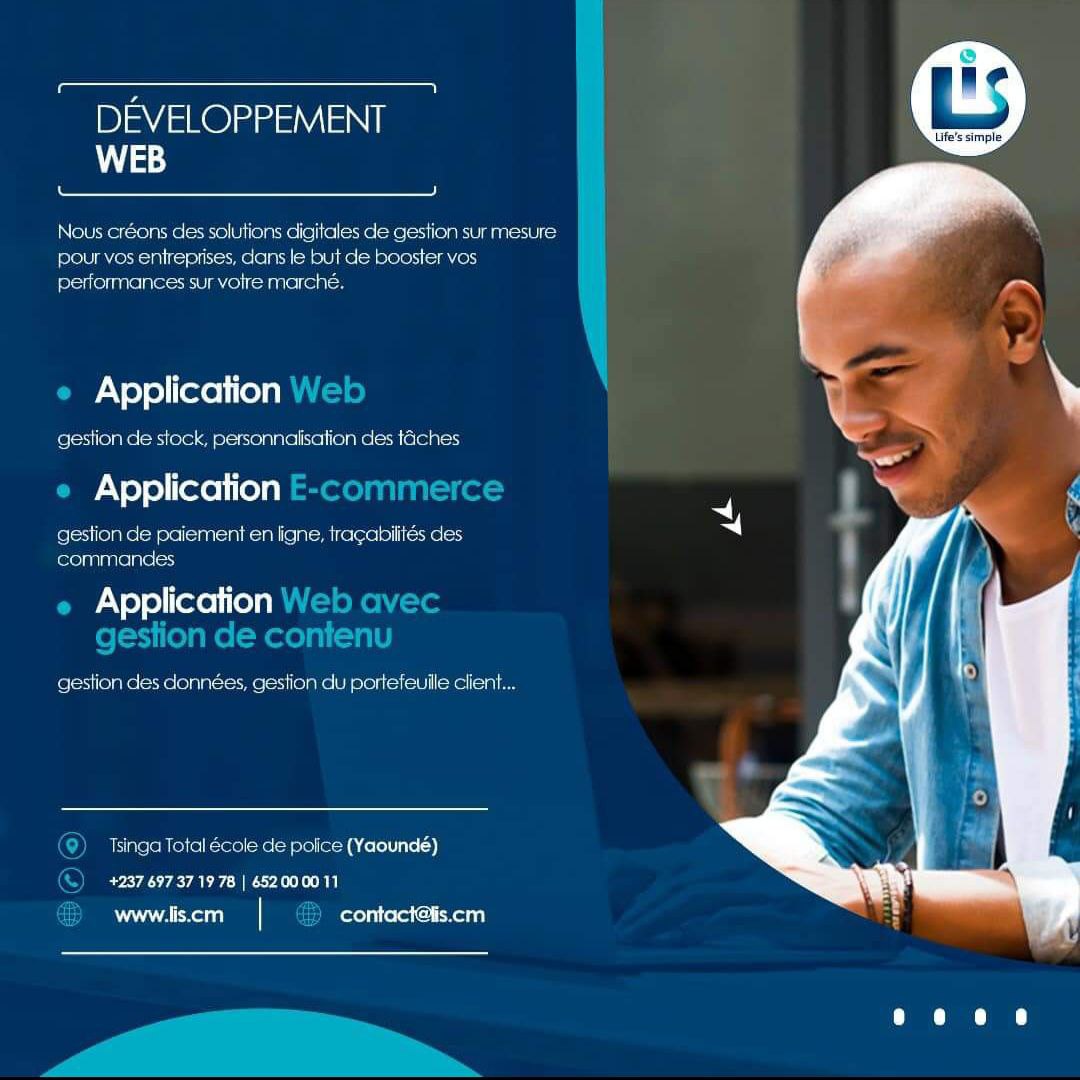 LiS
Life's simple
DÉVELOPPEMENT
WEB
Nous créons des solutions digitales de gestion sur mesure
pour vos entreprises, dans le but de booster vos
performances sur votre marché.
Application Web
gestion de stock, personnalisation des tâches
Application E-commerce
gestion de paiement en ligne, traçabilités des
commandes
Application Web avec
gestion de contenu
gestion des données, gestion du portefeuille client...
Tsinga Total école de police (Yaoundé)
+237 697 37 19 78 | 652 00 00 11
www.lis.cm | contact@lis.cm